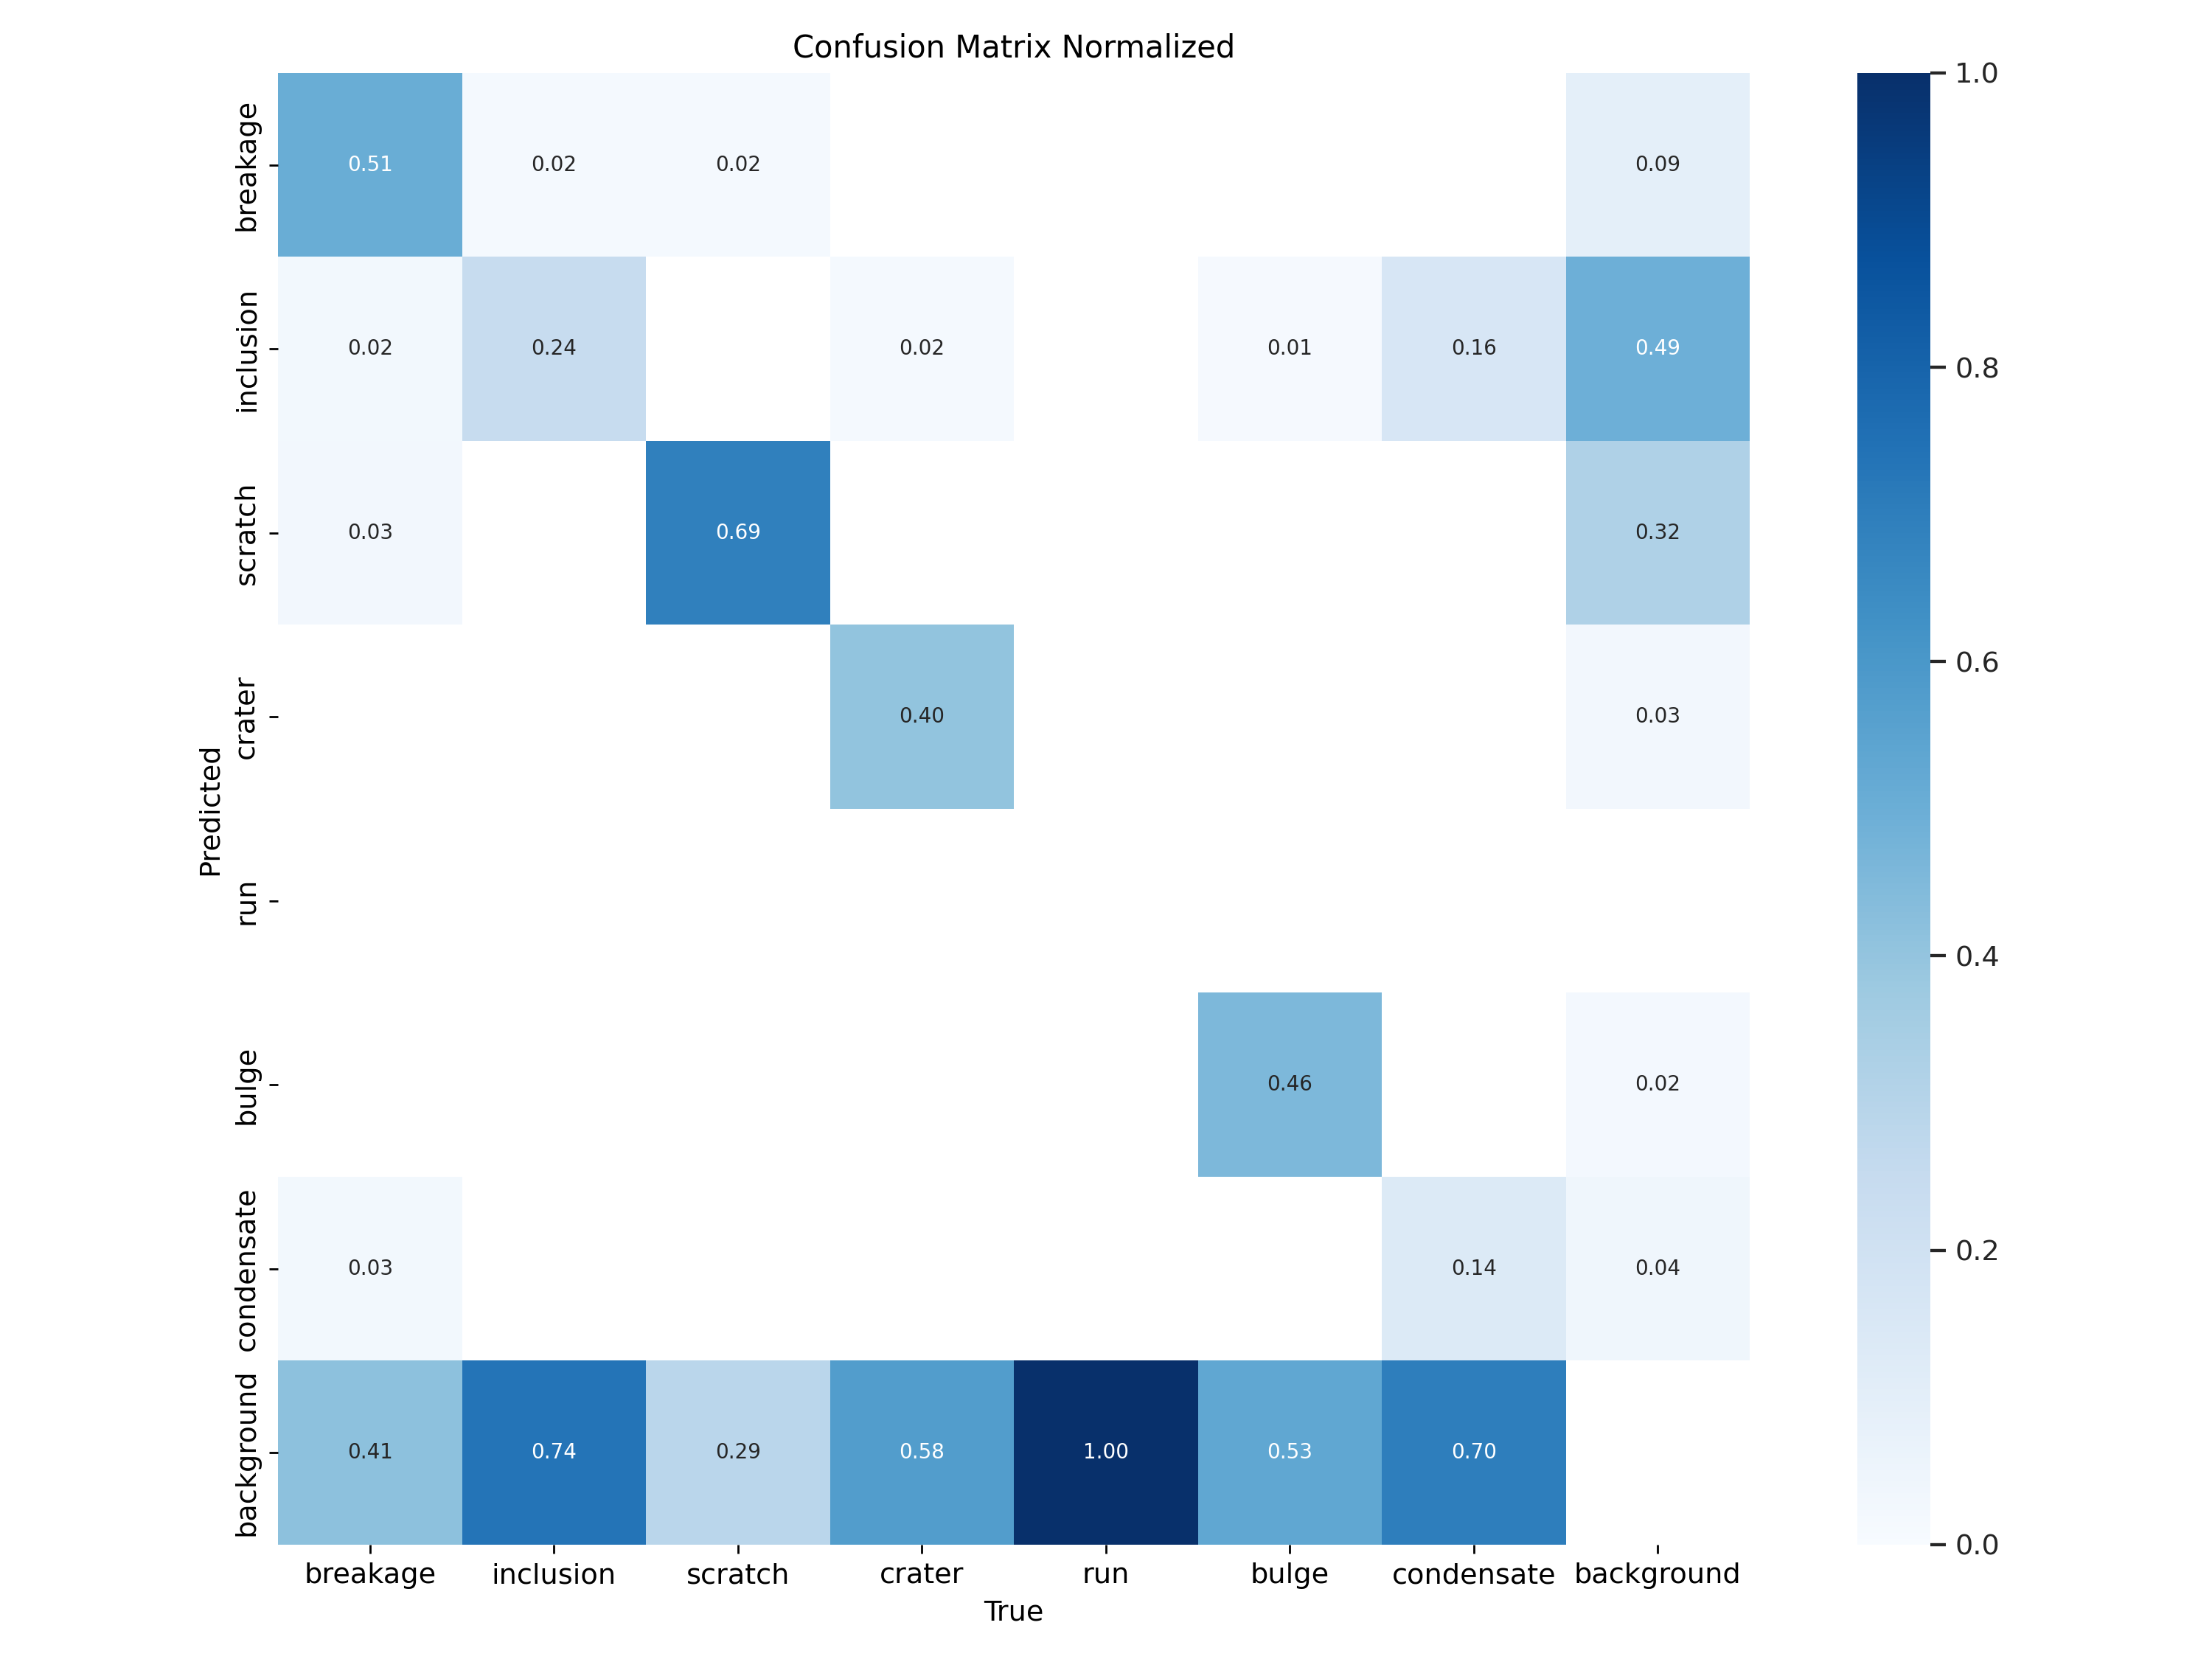 Confusion Matrix Normalized
breakage 0.51 0.02 0.02 0.09
inclusion 0.02 0.24 0.02 0.01 0.16 0.49
scratch 0.03 0.69 0.32
crater 0.40 0.03
run
bulge 0.46 0.02
condensate 0.03 0.14 0.04
background 0.41 0.74 0.29 0.58 1.00 0.53 0.70
Predicted
breakage inclusion scratch crater run bulge condensate background
True
1.0
0.8
0.6
0.4
0.2
0.0